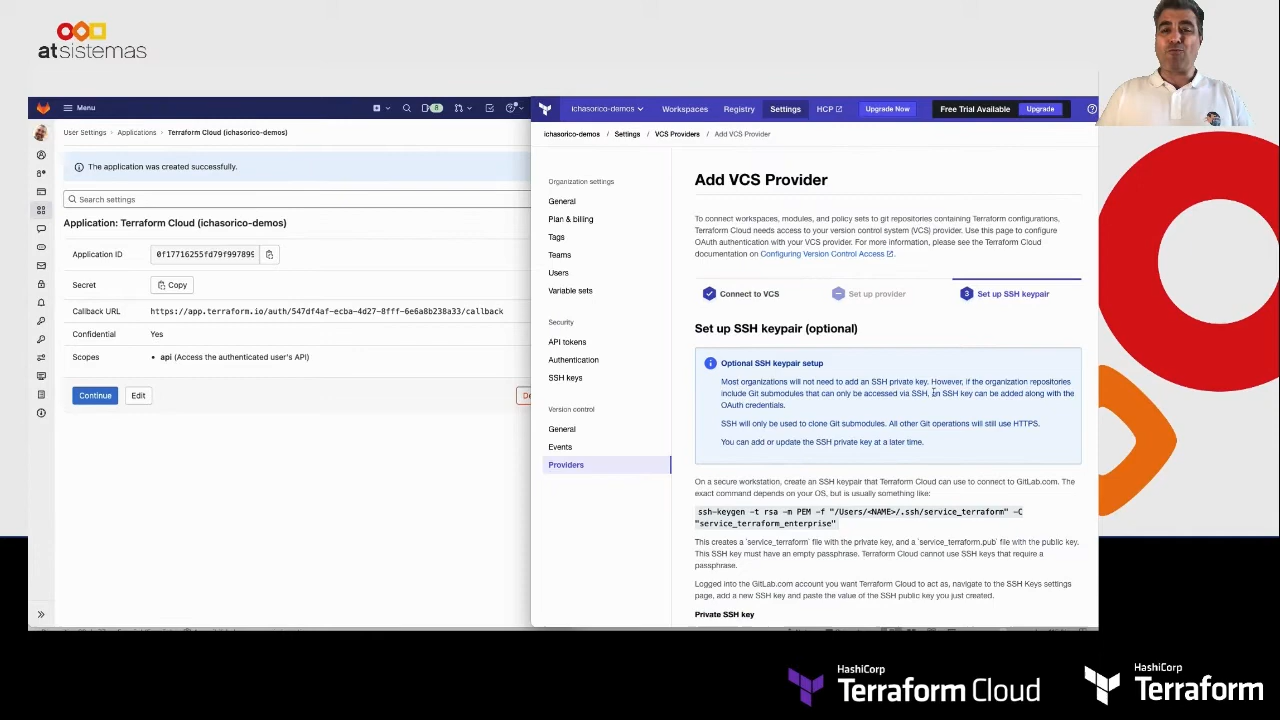 atsistemas
Menu
8
User Settings › Applications › Terraform Cloud (ichasorico-demos)
The application was created successfully.
Search settings
Application: Terraform Cloud (ichasorico-demos)
Application ID
0f17716255fd79f997899
Secret
Copy
Callback URL
https://app.terraform.io/auth/547df4af-ecba-4d27-8fff-6e6a8b238a33/callback
Confidential
Yes
Scopes
• api (Access the authenticated user's API)
Continue
Edit
De
ichasorico-demos
Workspaces
Registry
Settings
HCP
Upgrade Now
Free Trial Available
Upgrade
ichasorico-demos / Settings / VCS Providers / Add VCS Provider
Organization settings
General
Plan & billing
Tags
Teams
Users
Variable sets
Security
API tokens
Authentication
SSH keys
Version control
General
Events
Providers
Add VCS Provider
To connect workspaces, modules, and policy sets to git repositories containing Terraform configurations,
Terraform Cloud needs access to your version control system (VCS) provider. Use this page to configure
OAuth authentication with your VCS provider. For more information, please see the Terraform Cloud
documentation on Configuring Version Control Access.
Connect to VCS
Set up provider
3 Set up SSH keypair
Set up SSH keypair (optional)
Optional SSH keypair setup
Most organizations will not need to add an SSH private key. However, if the organization repositories
include Git submodules that can only be accessed via SSH, an SSH key can be added along with the
OAuth credentials.
SSH will only be used to clone Git submodules. All other Git operations will still use HTTPS.
You can add or update the SSH private key at a later time.
On a secure workstation, create an SSH keypair that Terraform Cloud can use to connect to GitLab.com. The
exact command depends on your OS, but is usually something like:
ssh-keygen -t rsa -m PEM -f "/Users/<NAME>/.ssh/service_terraform" -C
"service_terraform_enterprise"
This creates a `service_terraform` file with the private key, and a `service_terraform.pub` file with the public key.
This SSH key must have an empty passphrase. Terraform Cloud cannot use SSH keys that require a
passphrase.
Logged into the GitLab.com account you want Terraform Cloud to act as, navigate to the SSH Keys settings
page, add a new SSH key and paste the value of the SSH public key you just created.
Private SSH key
HashiCorp
Terraform Cloud
HashiCorp
Terraform